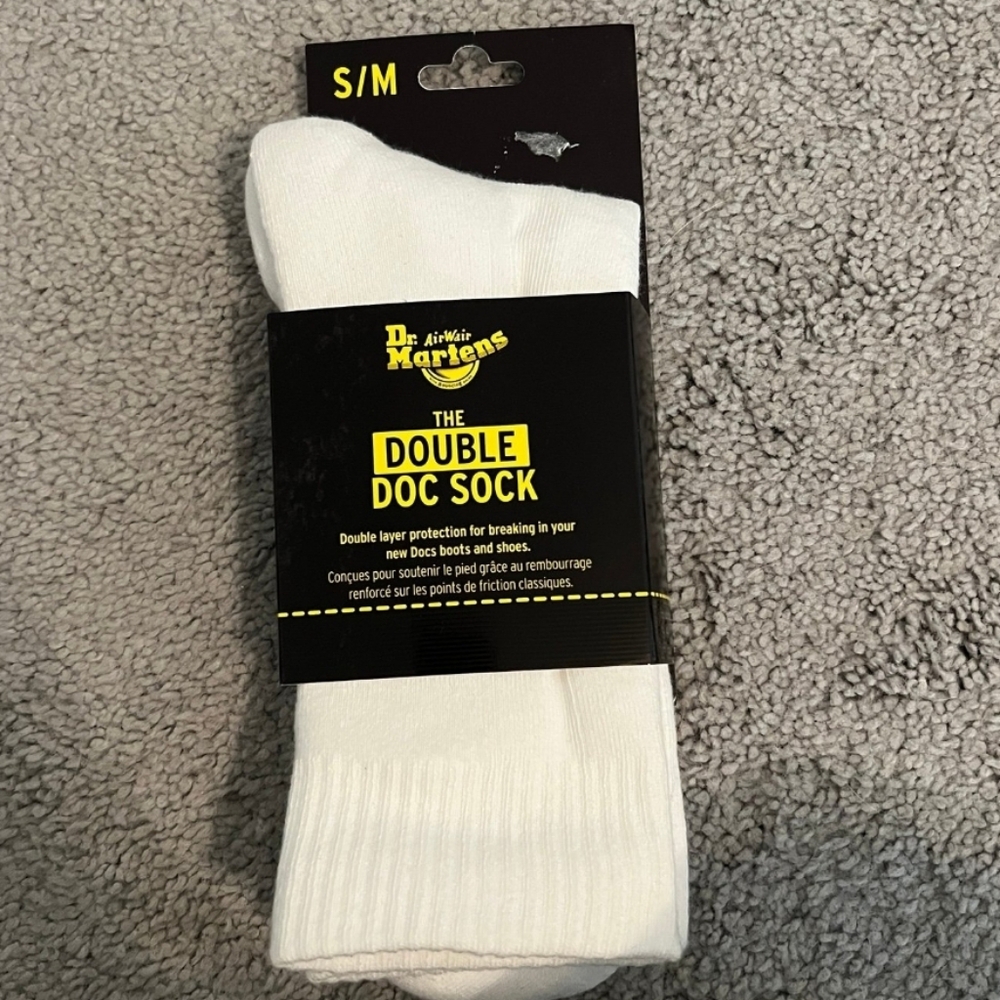 S/M
Dr. AirWair
Martens
THE
DOUBLE
DOC SOCK
Double layer protection for breaking in your
new Docs boots and shoes.
Conçues pour soutenir le pied grâce au rembourrage
renforcé sur les points de friction classiques.